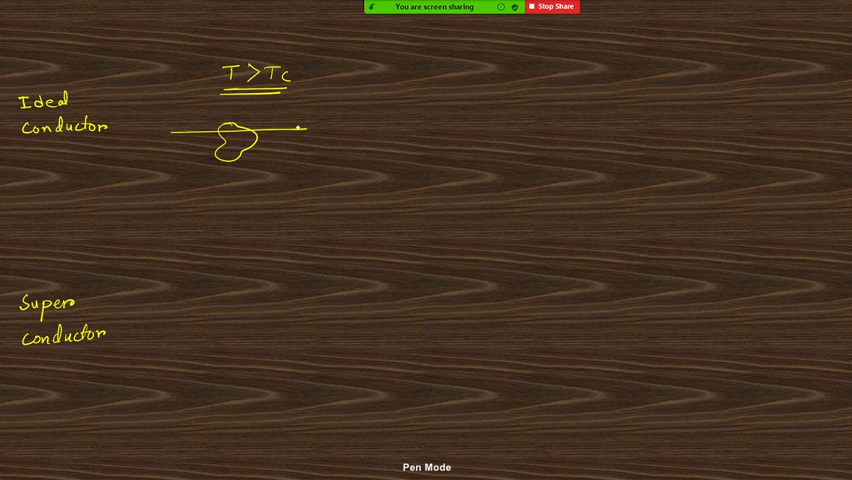 You are screen sharing
Stop Share
T > Tc
Ideal
Conductor
Super
Conductor
Pen Mode